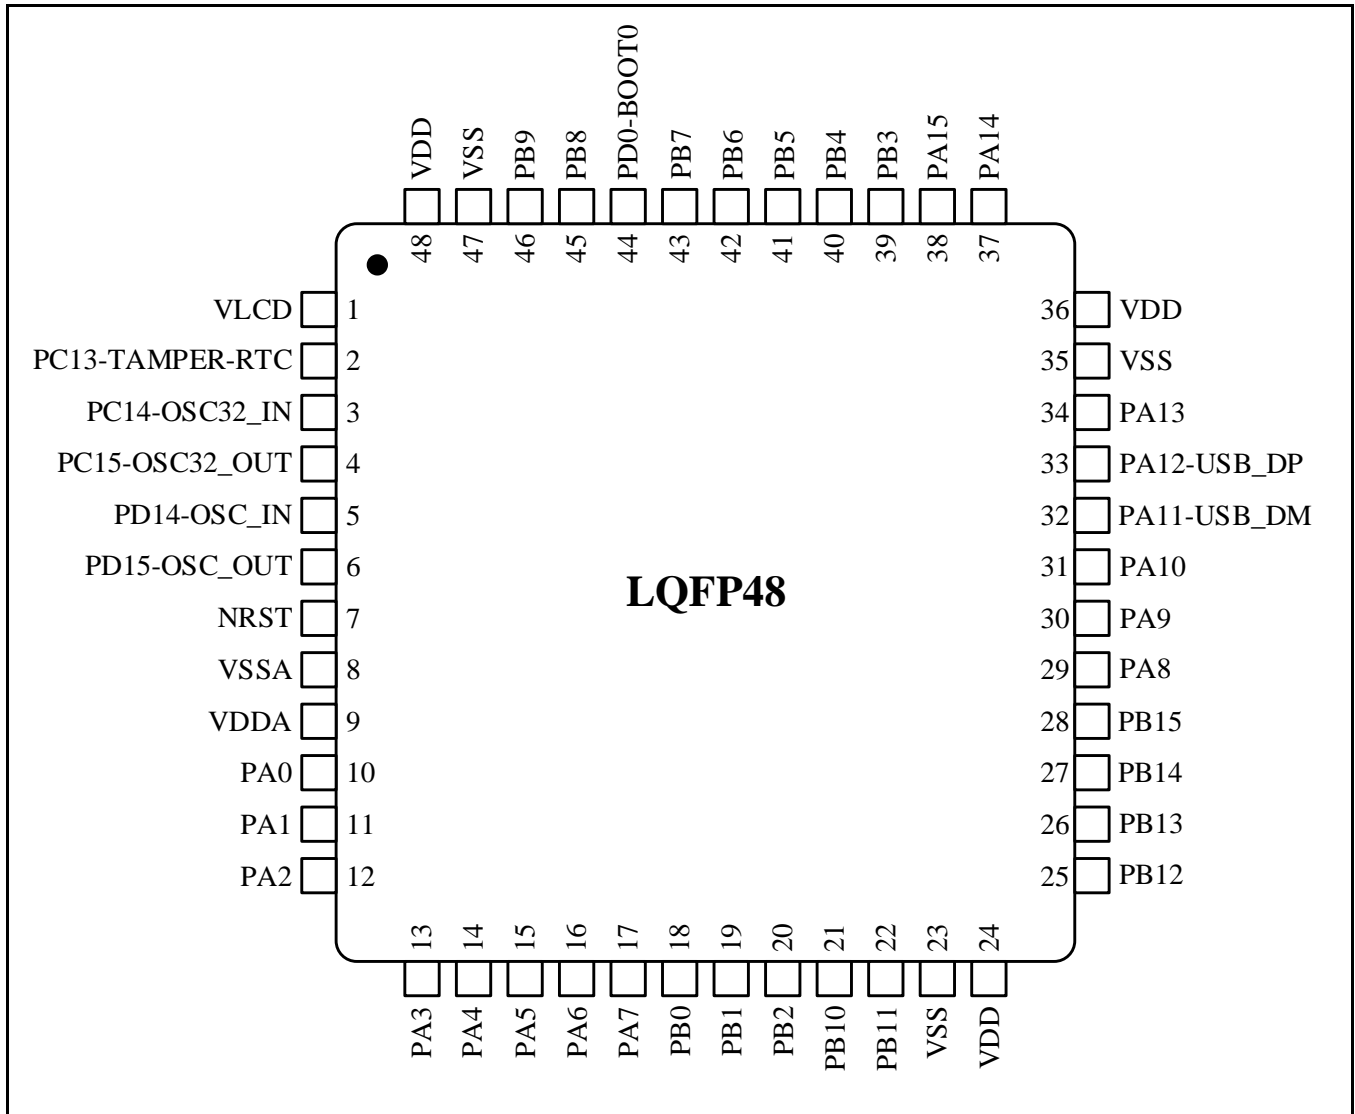 VDD
VSS
PB9
PB8
PD0-BOOT0
PB7
PB6
PB5
PB4
PB3
PA15
PA14
48
47
46
45
44
43
42
41
40
39
38
37
VLCD 1
PC13-TAMPER-RTC 2
PC14-OSC32_IN 3
PC15-OSC32_OUT 4
PD14-OSC_IN 5
PD15-OSC_OUT 6
NRST 7
VSSA 8
VDDA 9
PA0 10
PA1 11
PA2 12
LQFP48
36 VDD
35 VSS
34 PA13
33 PA12-USB_DP
32 PA11-USB_DM
31 PA10
30 PA9
29 PA8
28 PB15
27 PB14
26 PB13
25 PB12
13
14
15
16
17
18
19
20
21
22
23
24
PA3
PA4
PA5
PA6
PA7
PB0
PB1
PB2
PB10
PB11
VSS
VDD